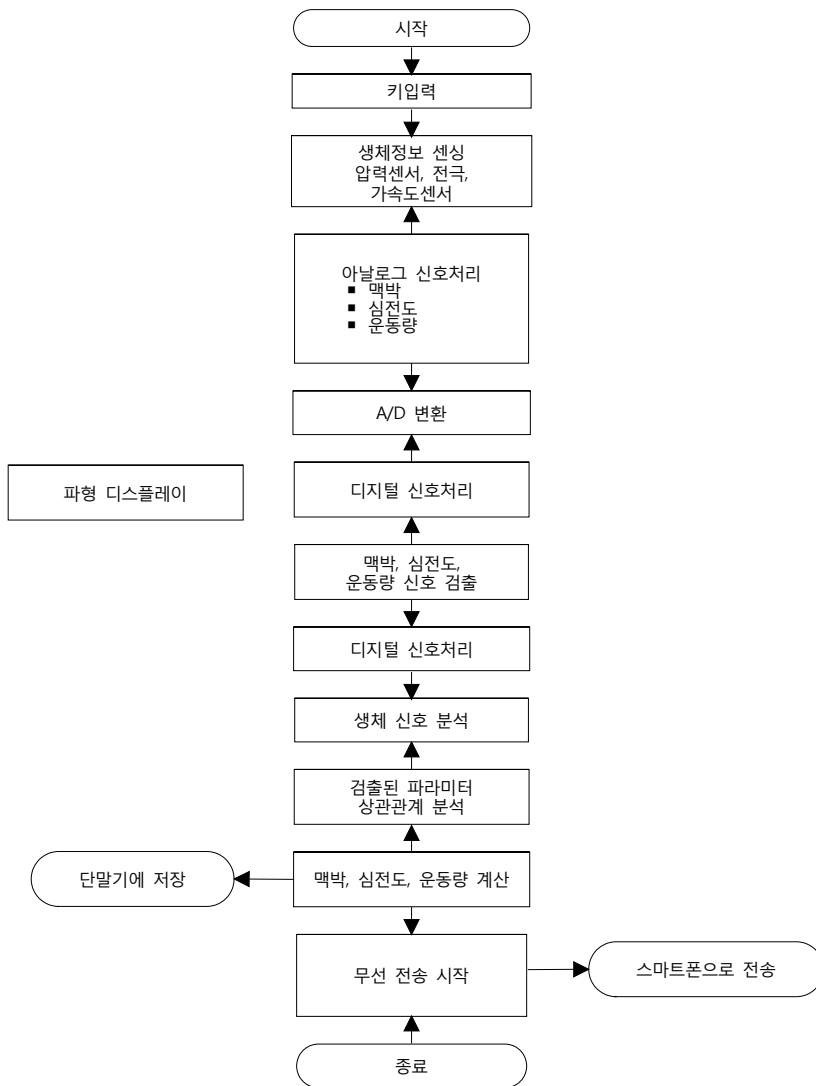 시작
키입력
생체정보 센싱
압력센서, 전극,
가속도센서
아날로그 신호처리
▪ 맥박
▪ 심전도
▪ 운동량
A/D 변환
파형 디스플레이
디지털 신호처리
맥박, 심전도,
운동량 신호 검출
디지털 신호처리
생체 신호 분석
검출된 파라미터
상관관계 분석
단말기에 저장
맥박, 심전도, 운동량 계산
무선 전송 시작
스마트폰으로 전송
종료